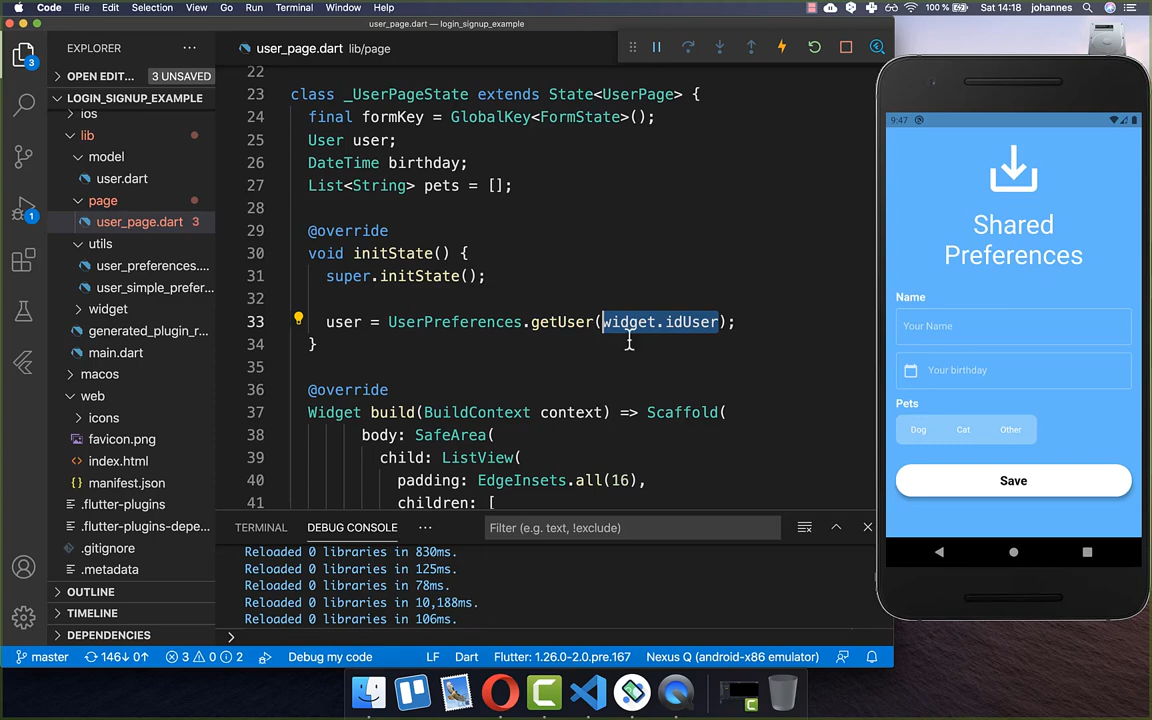 Code File Edit Selection View Go Run Terminal Window Help 100 % Sat 14:18 johannes
user_page.dart — login_signup_example
EXPLORER
user_page.dart lib/page
OPEN EDIT... 3 UNSAVED
LOGIN_SIGNUP_EXAMPLE
ios
lib
model
user.dart
page
user_page.dart 3
utils
user_preferences....
user_simple_prefer...
widget
generated_plugin_r...
main.dart
macos
web
icons
favicon.png
index.html
manifest.json
.flutter-plugins
.flutter-plugins-depe...
.gitignore
.metadata
OUTLINE
TIMELINE
DEPENDENCIES
3
1
22
23 class _UserPageState extends State<UserPage> {
24 final formKey = GlobalKey<FormState>();
25 User user;
26 DateTime birthday;
27 List<String> pets = [];
28
29 @override
30 void initState() {
31 super.initState();
32
33 user = UserPreferences.getUser(widget.idUser);
34 }
35
36 @override
37 Widget build(BuildContext context) => Scaffold(
38 body: SafeArea(
39 child: ListView(
40 padding: EdgeInsets.all(16),
41 children: [
TERMINAL DEBUG CONSOLE ... Filter (e.g. text, !exclude)
Reloaded 0 libraries in 830ms.
Reloaded 0 libraries in 125ms.
Reloaded 0 libraries in 78ms.
Reloaded 0 libraries in 10,188ms.
Reloaded 0 libraries in 106ms.
master 146↓ 0↑ 3 0 2 Debug my code LF Dart Flutter: 1.26.0-2.0.pre.167 Nexus Q (android-x86 emulator)
9:47
Shared
Preferences
Name
Your Name
Your birthday
Pets
Dog Cat Other
Save